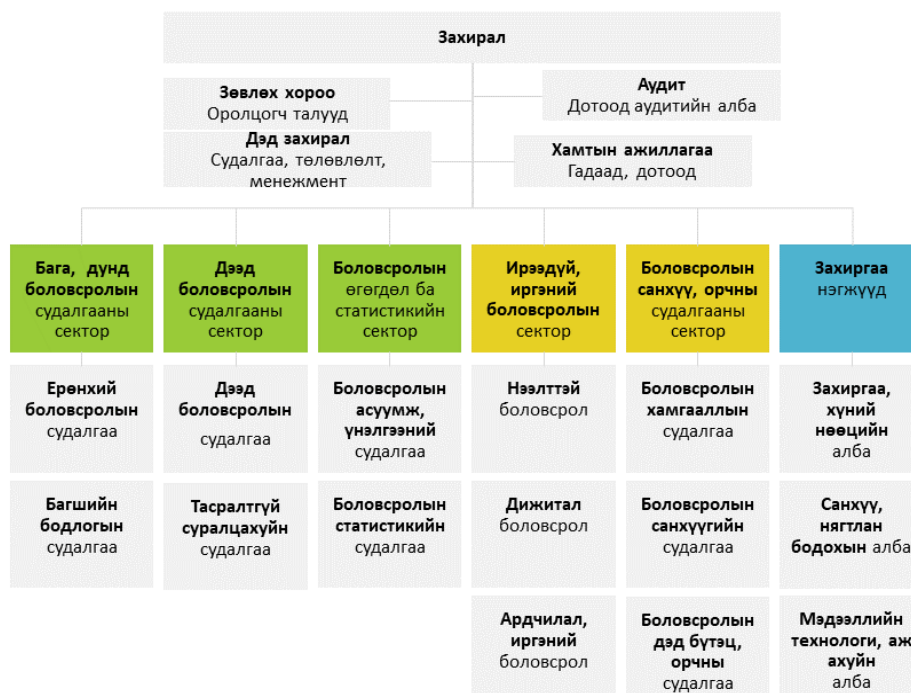 Захирал
Зөвлөх хороо
Оролцогч талууд
Аудит
Дотоод аудитийн алба
Дэд захирал
Судалгаа, төлөвлөлт,
менежмент
Хамтын ажиллагаа
Гадаад, дотоод
Бага, дунд
боловсролын
судалгааны
сектор
Дээд
боловсролын
судалгааны
сектор
Боловсролын
өгөгдөл ба
статистикийн
сектор
Ирээдүй,
иргэний
боловсролын
сектор
Боловсролын
санхүү, орчны
судалгааны
сектор
Захиргаа
нэгжүүд
Ерөнхий
боловсролын
судалгаа
Дээд
боловсролын
судалгаа
Боловсролын
асуумж,
үнэлгээний
судалгаа
Нээлттэй
боловсрол
Боловсролын
хамгааллын
судалгаа
Захиргаа,
хүний
нөөцийн
алба
Багшийн
бодлогын
судалгаа
Тасралтгүй
суралцахуйн
судалгаа
Боловсролын
статистикийн
судалгаа
Дижитал
боловсрол
Боловсролын
санхүүгийн
судалгаа
Санхүү,
нягтлан
бодохын алба
Ардчилал,
иргэний
боловсрол
Боловсролын
дэд бүтэц,
орчны
судалгаа
Мэдээллийн
технологи, аж
ахуйн
алба